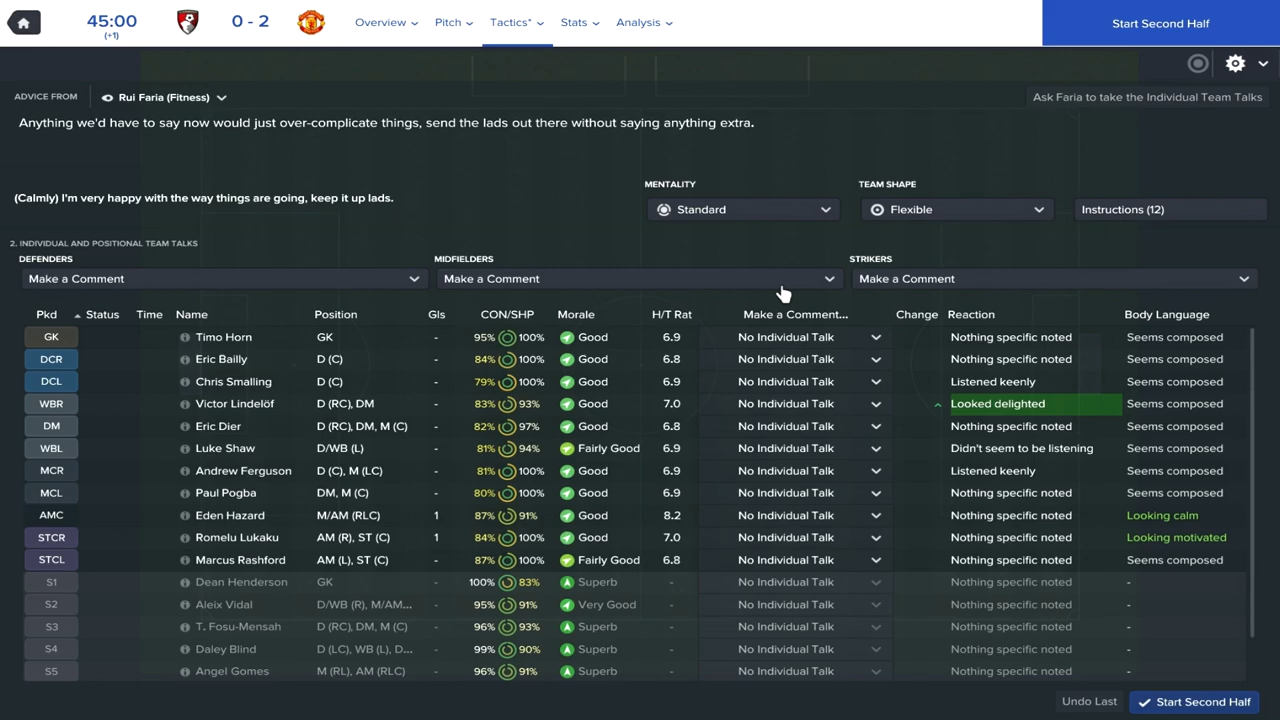 45:00
(+1)
0 - 2
Overview
Pitch
Tactics*
Stats
Analysis
Start Second Half
ADVICE FROM
Rui Faria (Fitness)
Ask Faria to take the Individual Team Talks
Anything we'd have to say now would just over-complicate things, send the lads out there without saying anything extra.
MENTALITY
TEAM SHAPE
(Calmly) I'm very happy with the way things are going, keep it up lads.
Standard
Flexible
Instructions (12)
2. INDIVIDUAL AND POSITIONAL TEAM TALKS
DEFENDERS
MIDFIELDERS
STRIKERS
Make a Comment
Make a Comment
Make a Comment
Pkd Status Time Name Position Gls CON/SHP Morale H/T Rat Make a Comment... Change Reaction Body Language
GK Timo Horn GK - 95% 100% Good 6.9 No Individual Talk Nothing specific noted Seems composed
DCR Eric Bailly D (C) - 84% 100% Good 6.8 No Individual Talk Nothing specific noted Seems composed
DCL Chris Smalling D (C) - 79% 100% Good 6.9 No Individual Talk Listened keenly Seems composed
WBR Victor Lindelöf D (RC), DM - 83% 93% Good 7.0 No Individual Talk Looked delighted Seems composed
DM Eric Dier D (RC), DM, M (C) - 82% 97% Good 6.8 No Individual Talk Nothing specific noted Seems composed
WBL Luke Shaw D/WB (L) - 81% 94% Fairly Good 6.9 No Individual Talk Didn't seem to be listening Seems composed
MCR Andrew Ferguson D (C), M (LC) - 81% 100% Good 6.9 No Individual Talk Listened keenly Seems composed
MCL Paul Pogba DM, M (C) - 80% 100% Good 6.9 No Individual Talk Nothing specific noted Seems composed
AMC Eden Hazard M/AM (RLC) 1 87% 91% Good 8.2 No Individual Talk Nothing specific noted Looking calm
STCR Romelu Lukaku AM (R), ST (C) 1 84% 100% Good 7.0 No Individual Talk Nothing specific noted Looking motivated
STCL Marcus Rashford AM (L), ST (C) - 87% 100% Fairly Good 6.8 No Individual Talk Nothing specific noted Seems composed
S1 Dean Henderson GK 100% 83% Superb - No Individual Talk Nothing specific noted -
S2 Aleix Vidal D/WB (R), M/AM... 95% 91% Very Good - No Individual Talk Nothing specific noted -
S3 T. Fosu-Mensah D (RC), DM, M (C) 96% 93% Superb - No Individual Talk Nothing specific noted -
S4 Daley Blind D (LC), WB (L), D... 99% 90% Superb - No Individual Talk Nothing specific noted -
S5 Angel Gomes M (RL), AM (RLC) 96% 91% Superb - No Individual Talk Nothing specific noted -
Undo Last
Start Second Half